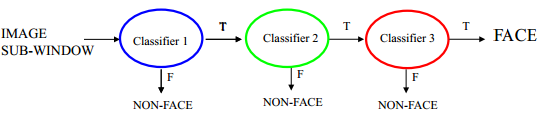 IMAGE
SUB-WINDOW
Classifier 1
T
Classifier 2
T
Classifier 3
T
FACE
F
F
F
NON-FACE
NON-FACE
NON-FACE